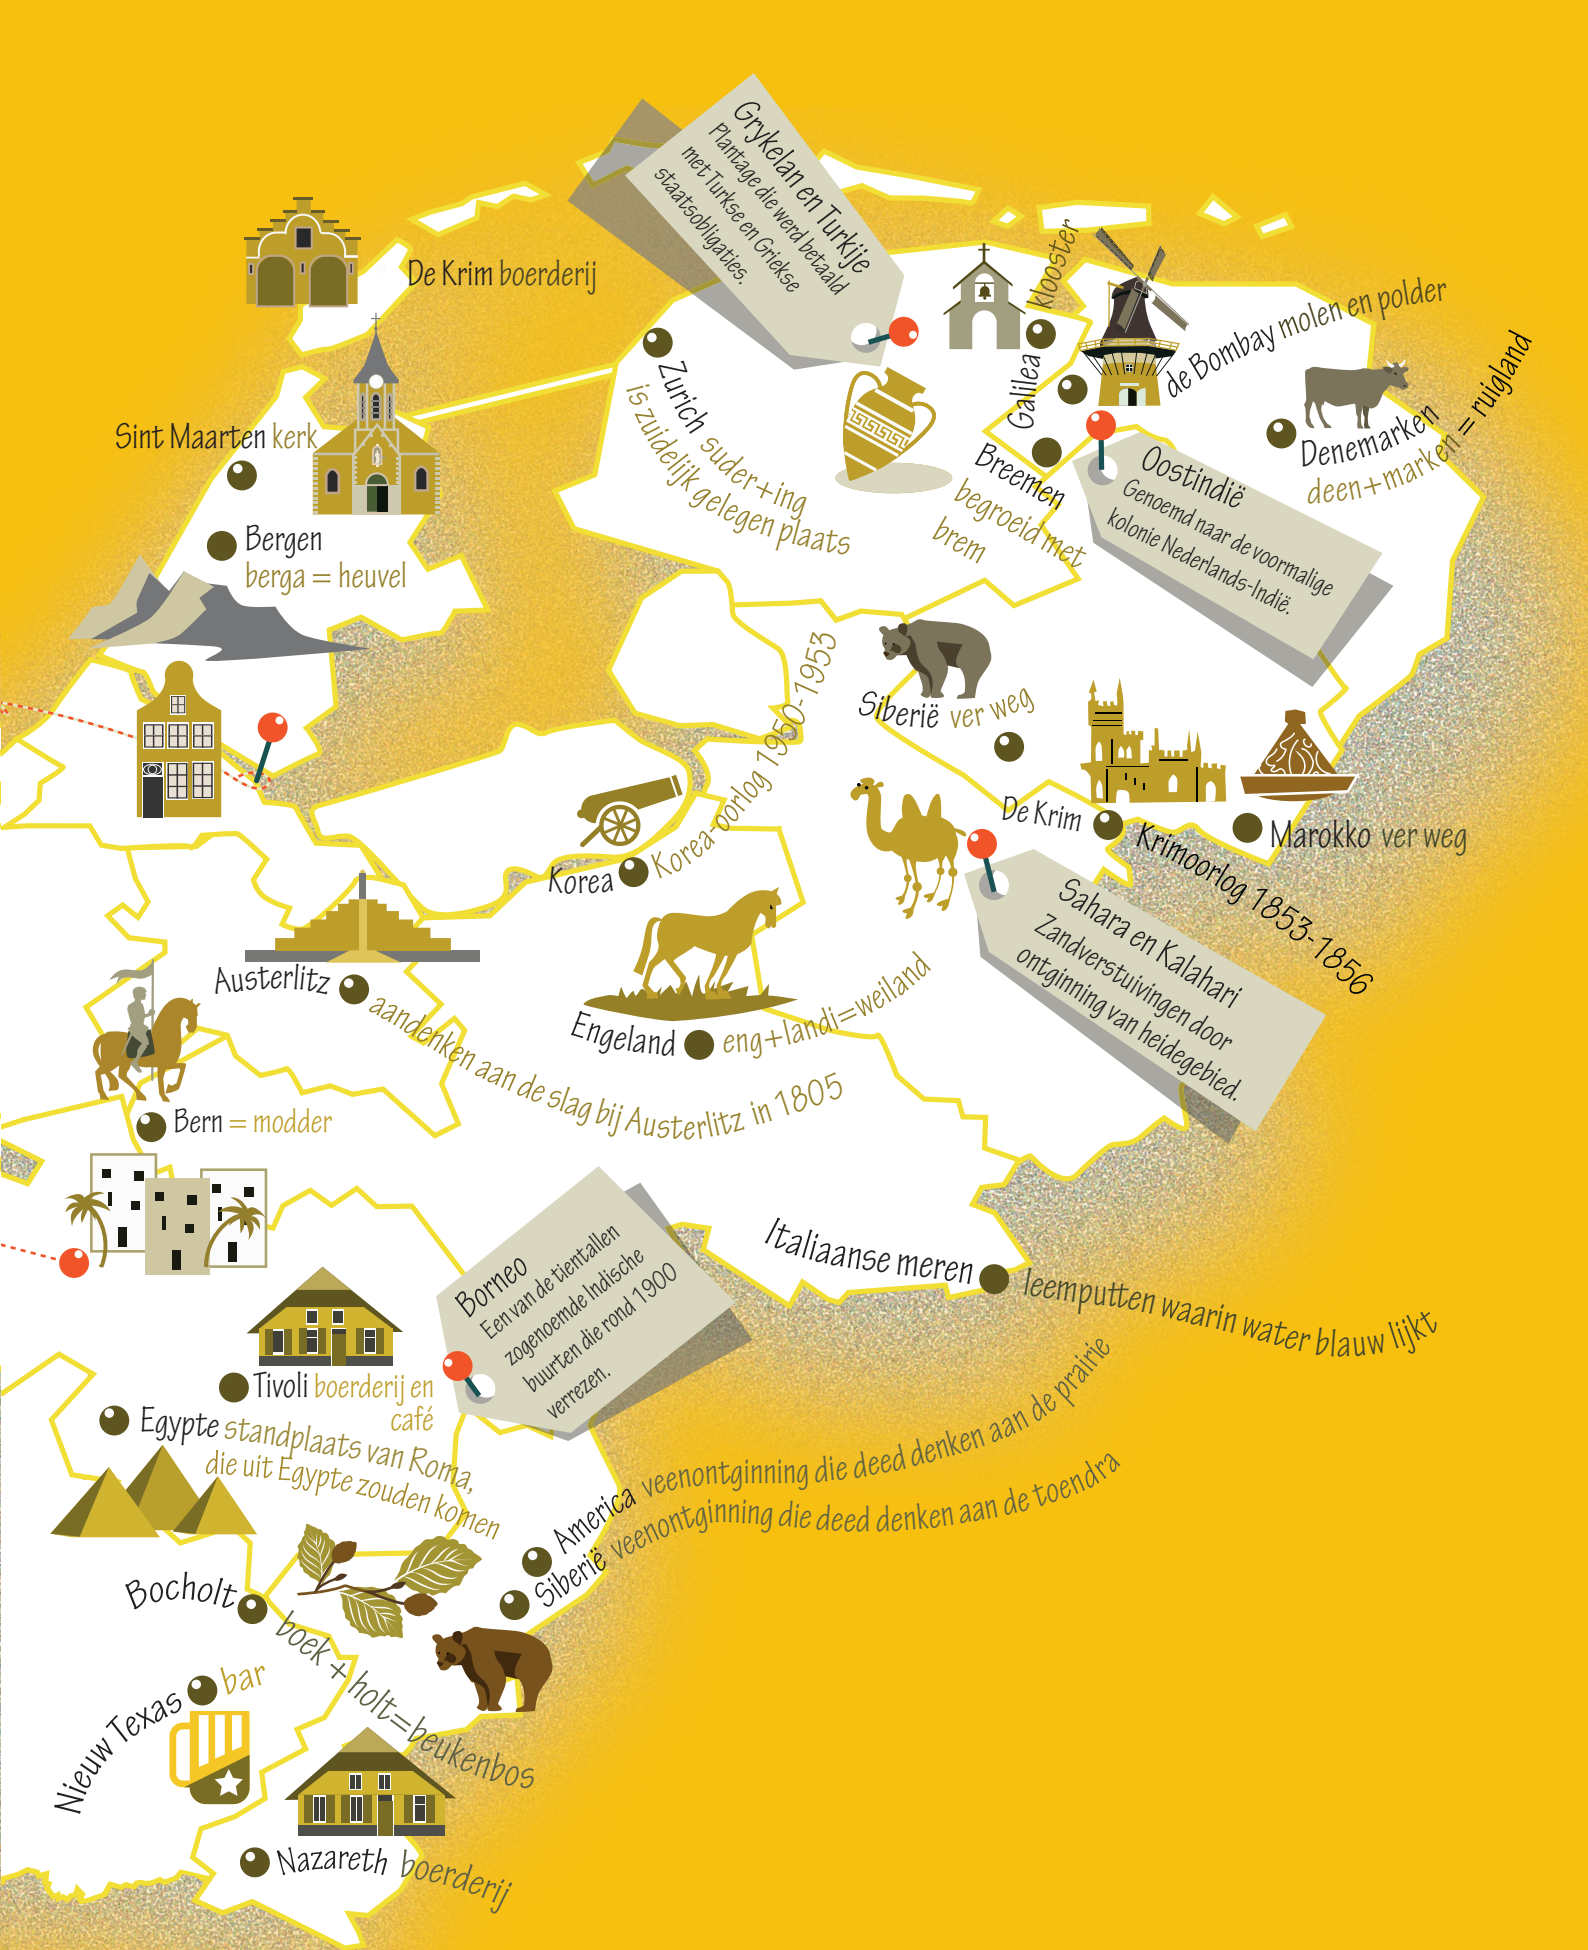 Grykelan en Turkije
Plantage die werd betaald
met Turkse en Griekse
staatsobligaties.
De Krim boerderij
klooster
Galilea
de Bombay molen en polder
Zurich suder+ing
is zuidelijk gelegen plaats
Sint Maarten kerk
Breemen
begroeid met
brem
Denemarken
deen+marken = ruigland
Oostindië
Genoemd naar de voormalige
kolonie Nederlands-Indië.
Bergen
berga = heuvel
Siberië ver weg
De Krim
Krimoorlog 1853-1856
Marokko ver weg
Korea
Korea-oorlog 1950-1953
Sahara en Kalahari
Zandverstuivingen door
ontginning van heidegebied.
Austerlitz
aandenken aan de slag bij Austerlitz in 1805
Engeland eng+landi=weiland
Bern = modder
Italiaanse meren leemputten waarin water blauw lijkt
Borneo
Een van de tientallen
zogenoemde Indische
buurten die rond 1900
verrezen.
Tivoli boerderij en
café
Egypte standplaats van Roma,
die uit Egypte zouden komen
America veenontginning die deed denken aan de prairie
Siberië veenontginning die deed denken aan de toendra
Bocholt
boek + holt=beukenbos
Nieuw Texas bar
Nazareth boerderij